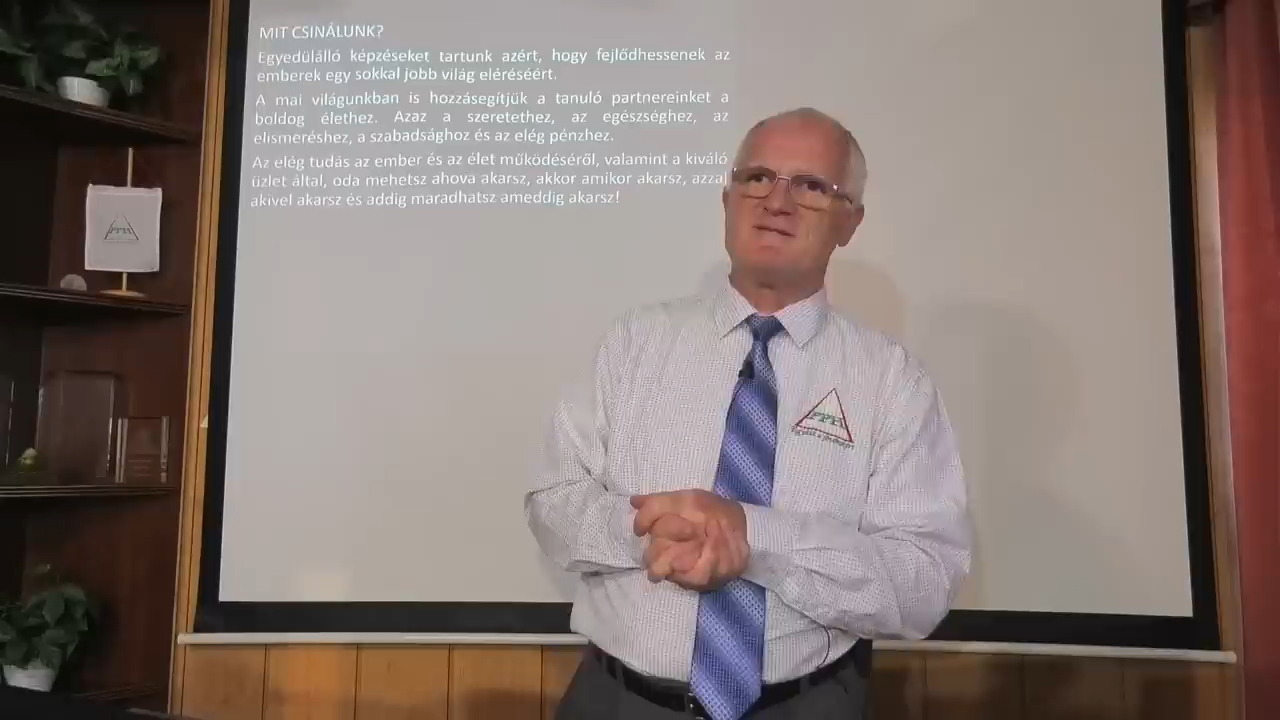 MIT CSINÁLUNK?
Egyedülálló képzéseket tartunk azért, hogy fejlődhessenek az
emberek egy sokkal jobb világ eléréséért.
A mai világunkban is hozzásegítjük a tanuló partnereinket a
boldog élethez. Azaz a szeretethez, az egészséghez, az
elismeréshez, a szabadsághoz és az elég pénzhez.
Az elég tudás az ember és az élet működéséről, valamint a kiváló
üzlet által, oda mehetsz ahova akarsz, akkor amikor akarsz, azzal
akivel akarsz és addig maradhatsz ameddig akarsz!